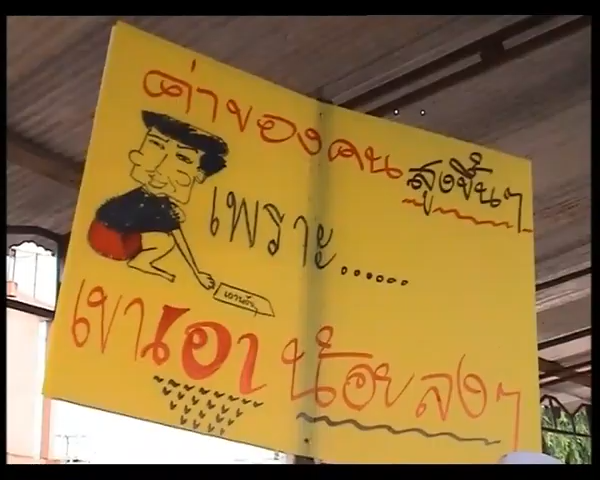 ค่าของคน สูงขึ้นๆ
เพราะ......
เขาเอา น้อยลงๆ